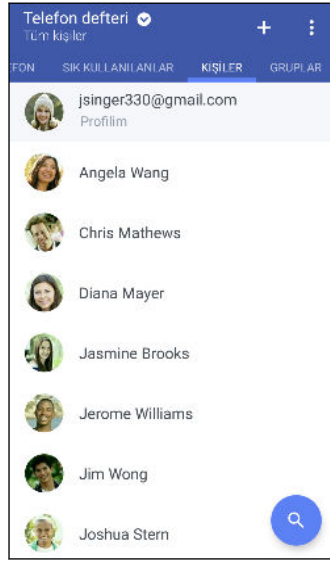 Telefon defteri
Tüm kişiler
FON SIK KULLANILANLAR KİŞİLER GRUPLAR
jsinger330@gmail.com
Profilim
Angela Wang
Chris Mathews
Diana Mayer
Jasmine Brooks
Jerome Williams
Jim Wong
Joshua Stern